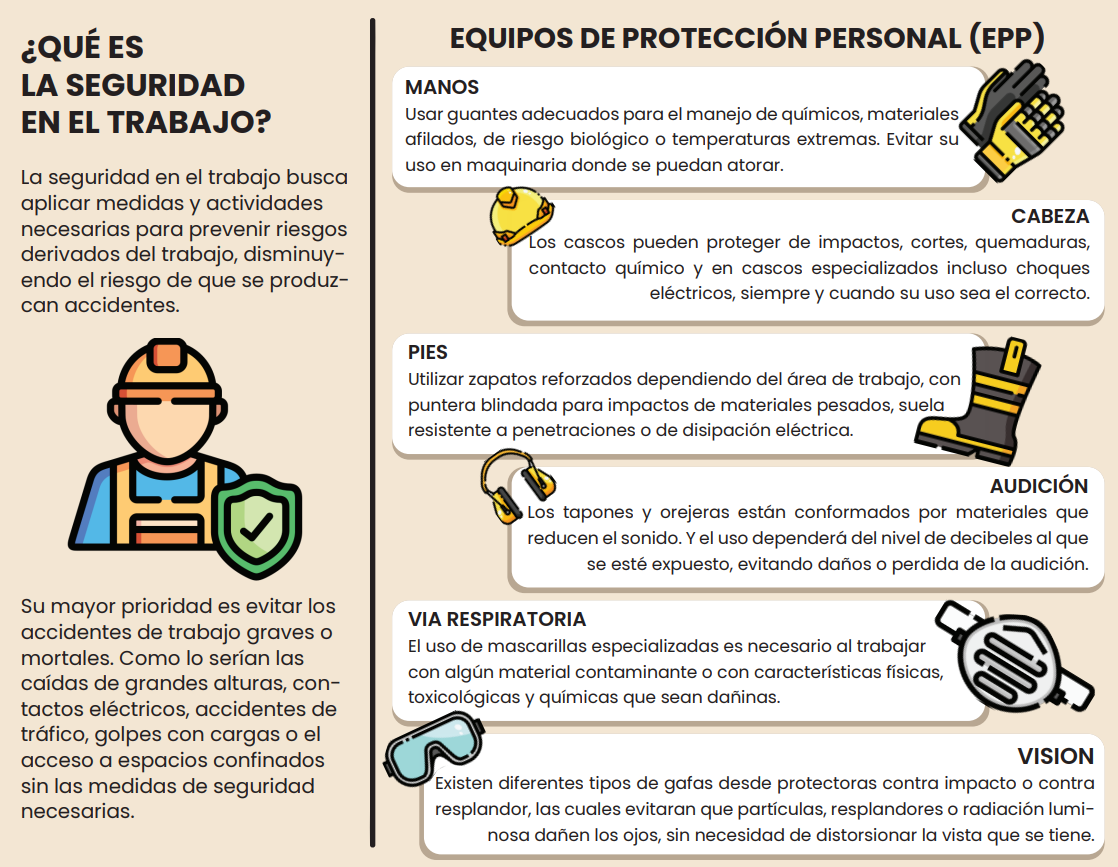 ¿QUÉ ES
LA SEGURIDAD
EN EL TRABAJO?
La seguridad en el trabajo busca
aplicar medidas y actividades
necesarias para prevenir riesgos
derivados del trabajo, disminuy-
endo el riesgo de que se produz-
can accidentes.
Su mayor prioridad es evitar los
accidentes de trabajo graves o
mortales. Como lo serían las
caídas de grandes alturas, con-
tactos eléctricos, accidentes de
tráfico, golpes con cargas o el
acceso a espacios confinados
sin las medidas de seguridad
necesarias.
EQUIPOS DE PROTECCIÓN PERSONAL (EPP)
MANOS
Usar guantes adecuados para el manejo de químicos, materiales
afilados, de riesgo biológico o temperaturas extremas. Evitar su
uso en maquinaria donde se puedan atorar.
CABEZA
Los cascos pueden proteger de impactos, cortes, quemaduras,
contacto químico y en cascos especializados incluso choques
eléctricos, siempre y cuando su uso sea el correcto.
PIES
Utilizar zapatos reforzados dependiendo del área de trabajo, con
puntera blindada para impactos de materiales pesados, suela
resistente a penetraciones o de disipación eléctrica.
AUDICIÓN
Los tapones y orejeras están conformados por materiales que
reducen el sonido. Y el uso dependerá del nivel de decibeles al que
se esté expuesto, evitando daños o perdida de la audición.
VIA RESPIRATORIA
El uso de mascarillas especializadas es necesario al trabajar
con algún material contaminante o con características físicas,
toxicológicas y químicas que sean dañinas.
VISION
Existen diferentes tipos de gafas desde protectoras contra impacto o contra
resplandor, las cuales evitaran que partículas, resplandores o radiación lumi-
nosa dañen los ojos, sin necesidad de distorsionar la vista que se tiene.